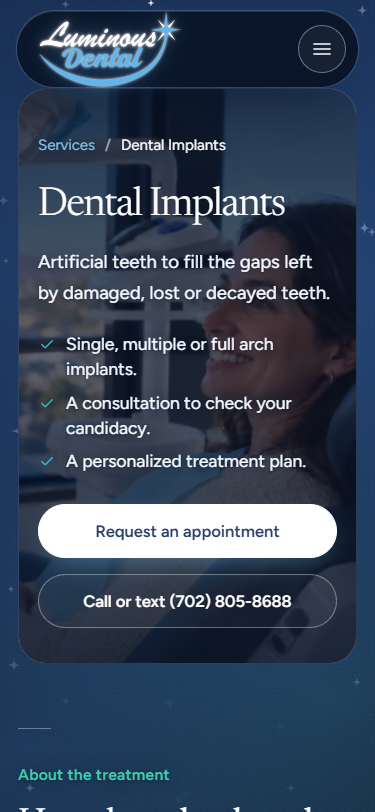 Luminous
Dental
Services / Dental Implants
Dental Implants
Artificial teeth to fill the gaps left
by damaged, lost or decayed teeth.
Single, multiple or full arch
implants.
A consultation to check your
candidacy.
A personalized treatment plan.
Request an appointment
Call or text (702) 805-8688
About the treatment